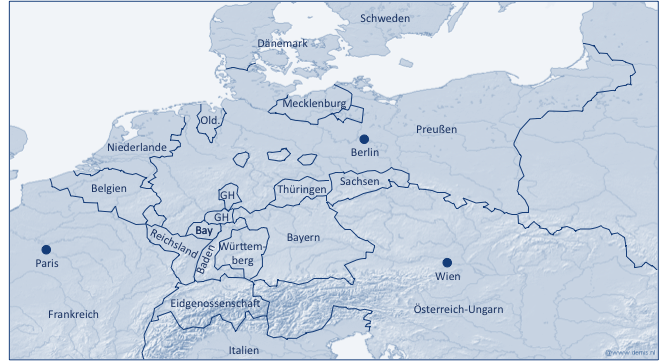 Schweden
Dänemark
Mecklenburg
Old.
Preußen
Niederlande
Berlin
Belgien
GH
Thüringen
Sachsen
GH
Bay
Reichsland
Baden
Württem-
berg
Bayern
Paris
Wien
Eidgenossenschaft
Frankreich
Österreich-Ungarn
Italien
@www.demis.nl